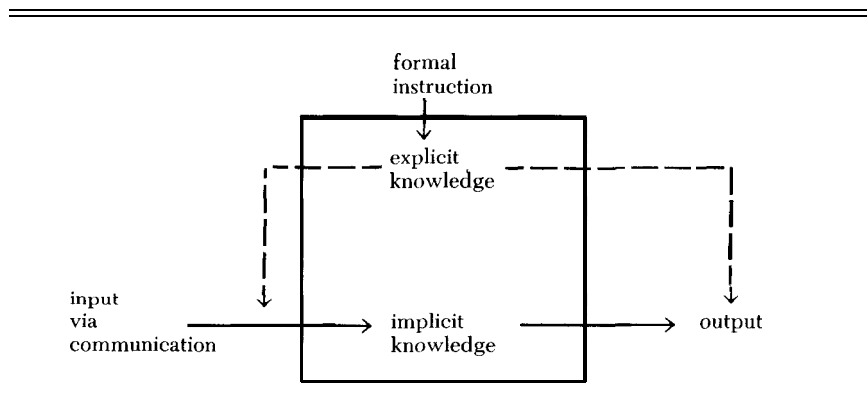 formal
instruction
explicit
knowledge
input
via
communication
implicit
knowledge
output